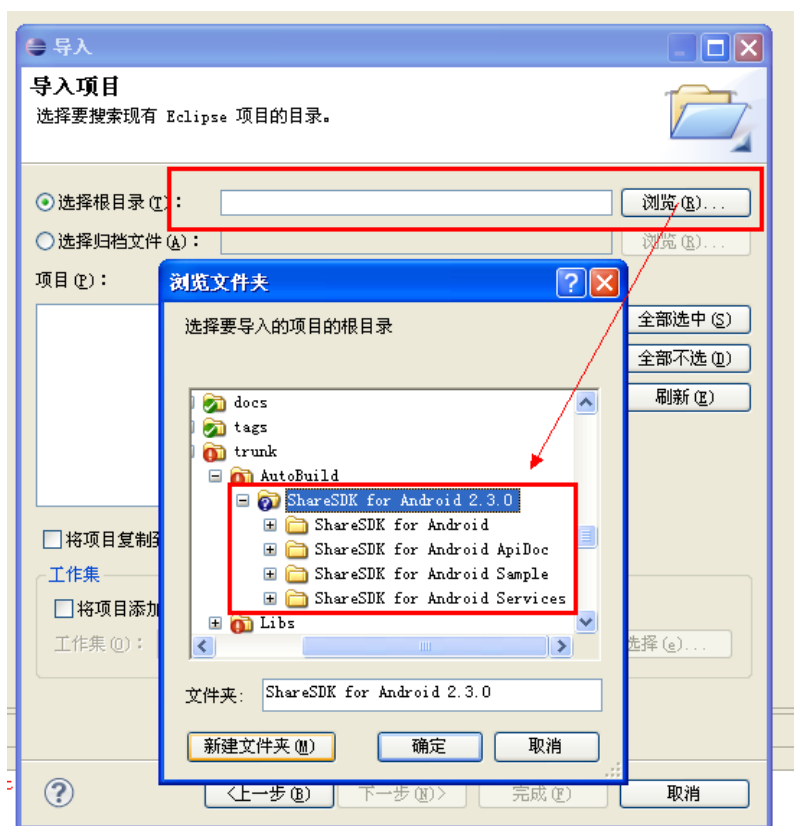 导入
导入项目
选择要搜索现有 Eclipse 项目的目录。
选择根目录(T): 浏览(R)...
选择归档文件(A): 浏览(R)...
项目(P):
浏览文件夹
选择要导入的项目的根目录
全部选中(S)
全部不选(D)
刷新(E)
docs
tags
trunk
AutoBuild
ShareSDK for Android 2.3.0
ShareSDK for Android
ShareSDK for Android ApiDoc
ShareSDK for Android Sample
ShareSDK for Android Services
Libs
将项目复制到
工作集
将项目添加
工作集(O): 选择(e)...
文件夹: ShareSDK for Android 2.3.0
新建文件夹(M) 确定 取消
<上一步(B) 下一步(N)> 完成(F) 取消